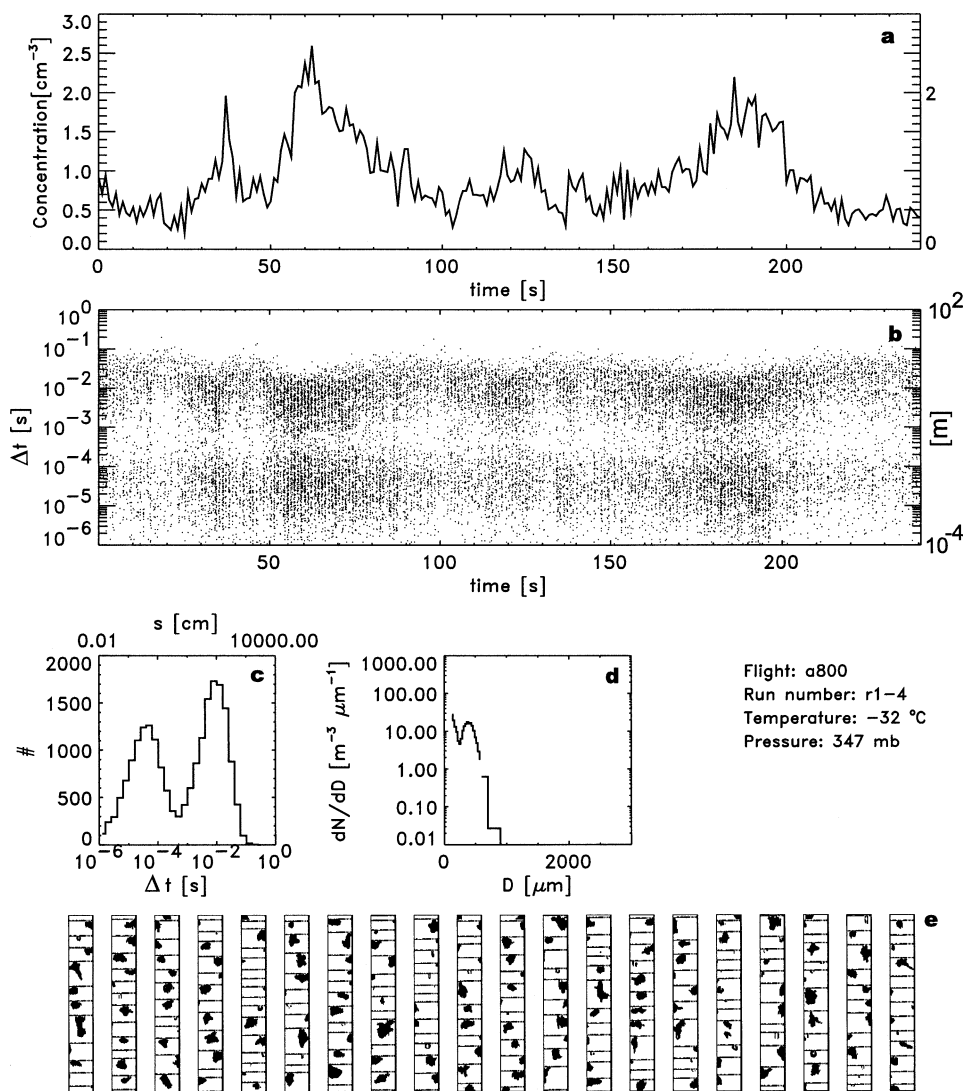 a
Concentration[cm⁻³]
3.0
2.5
2.0
1.5
1.0
0.5
0.0
2
0
0 50 100 150 200
time [s]
b
Δt [s]
10⁰
10⁻¹
10⁻²
10⁻³
10⁻⁴
10⁻⁵
10⁻⁶
10²
[m]
10⁻⁴
0 50 100 150 200
time [s]
s [cm]
0.01 10000.00
c
#
2000
1500
1000
500
0
10⁻⁶ 10⁻⁴ 10⁻² 10⁰
Δt [s]
d
dN/dD [m⁻³ μm⁻¹]
1000.00
100.00
10.00
1.00
0.10
0.01
0 2000
D [μm]
Flight: a800
Run number: r1-4
Temperature: -32 °C
Pressure: 347 mb
e